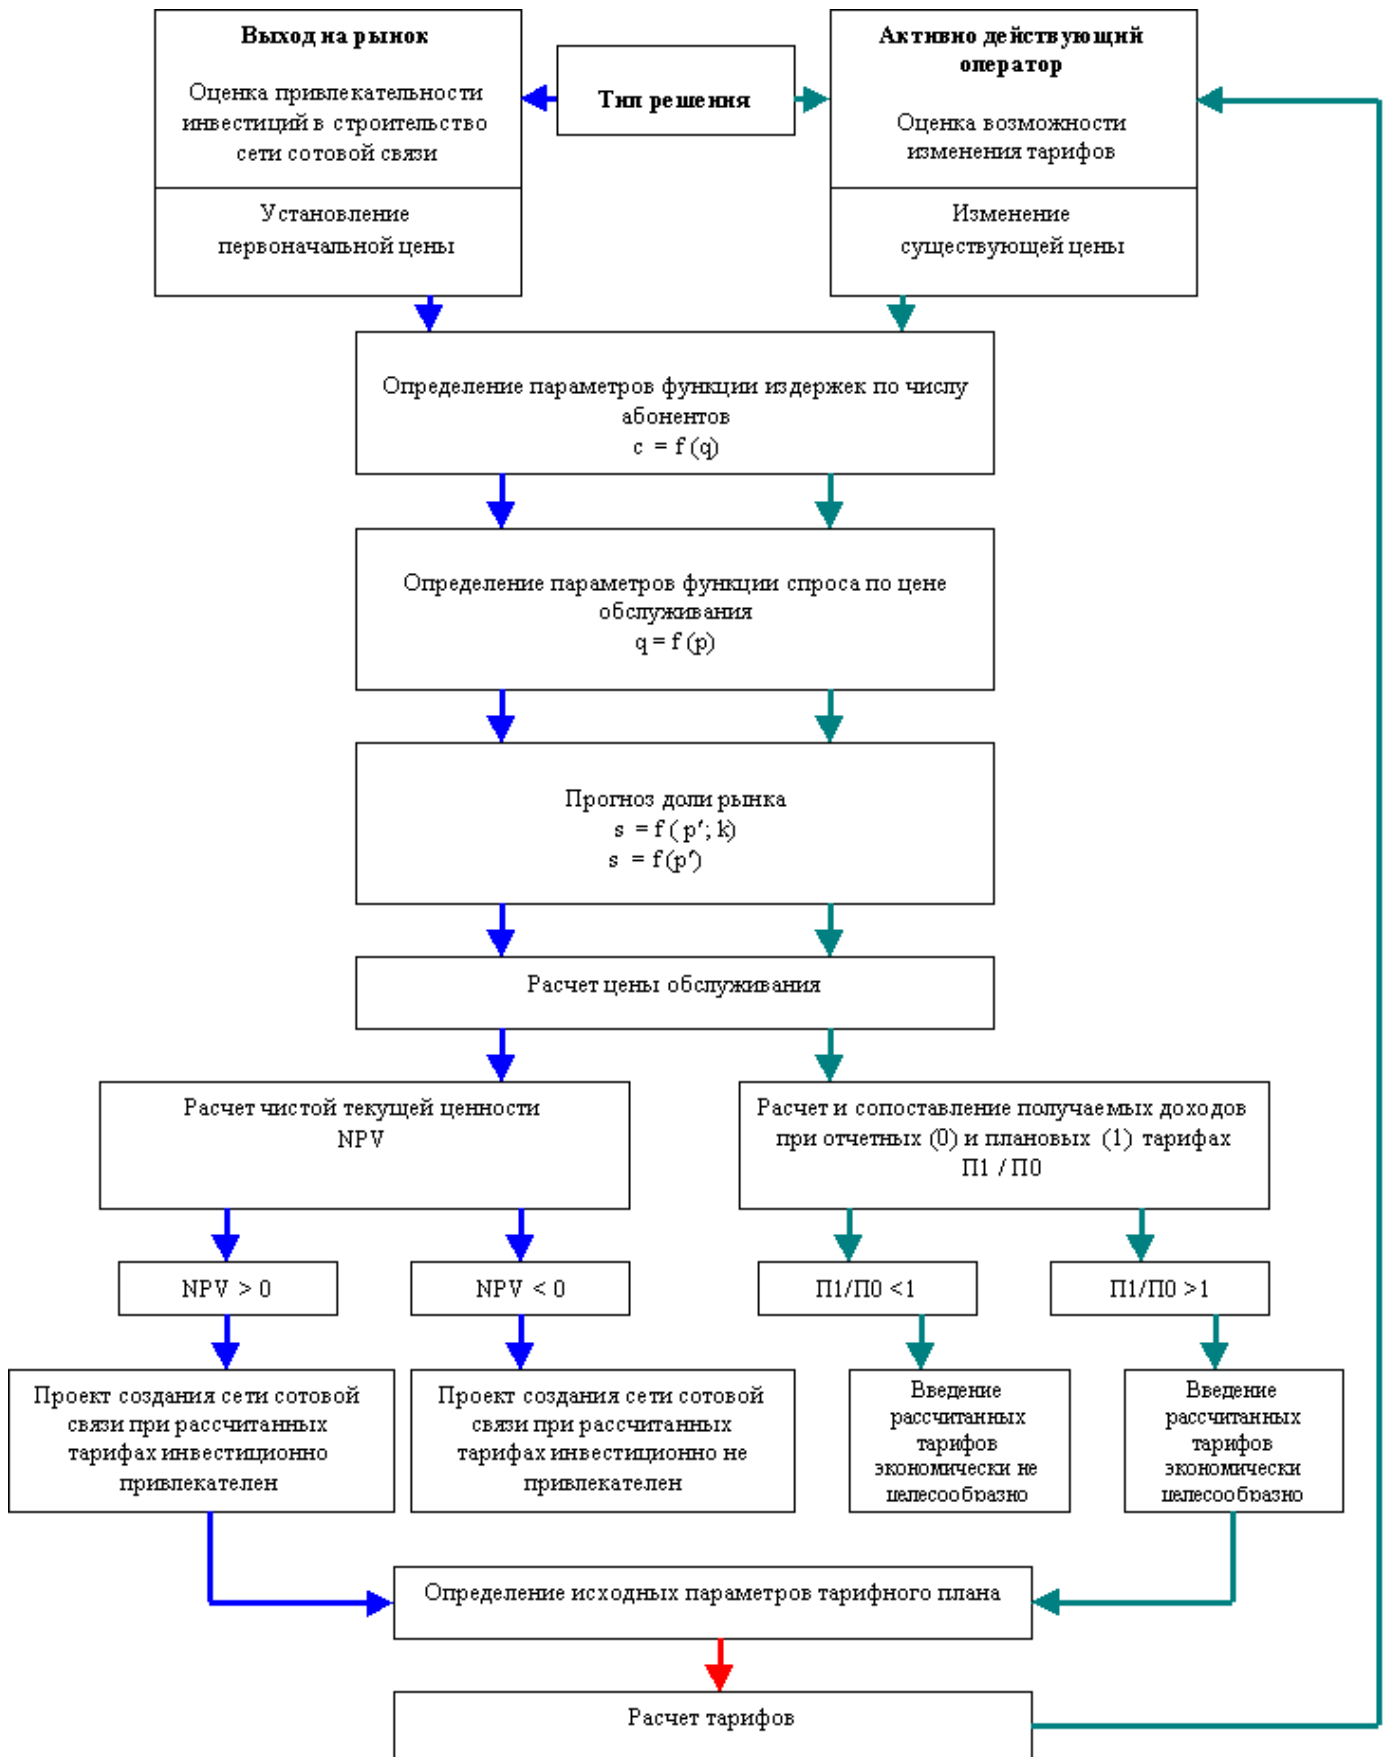 Выход на рынок
Оценка привлекательности
инвестиций в строительство
сети сотовой связи
Установление
первоначальной цены
Тип решения
Активно действующий
оператор
Оценка возможности
изменения тарифов
Изменение
существующей цены
Определение параметров функции издержек по числу
абонентов
c = f (q)
Определение параметров функции спроса по цене
обслуживания
q = f (p)
Прогноз доли рынка
s = f ( p'; k)
s = f (p')
Расчет цены обслуживания
Расчет чистой текущей ценности
NPV
Расчет и сопоставление получаемых доходов
при отчетных (0) и плановых (1) тарифах
П1 / П0
NPV > 0
NPV < 0
П1/П0 <1
П1/П0 >1
Проект создания сети сотовой
связи при рассчитанных
тарифах инвестиционно
привлекателен
Проект создания сети сотовой
связи при рассчитанных
тарифах инвестиционно не
привлекателен
Введение
рассчитанных
тарифов
экономически не
целесообразно
Введение
рассчитанных
тарифов
экономически
целесообразно
Определение исходных параметров тарифного плана
Расчет тарифов